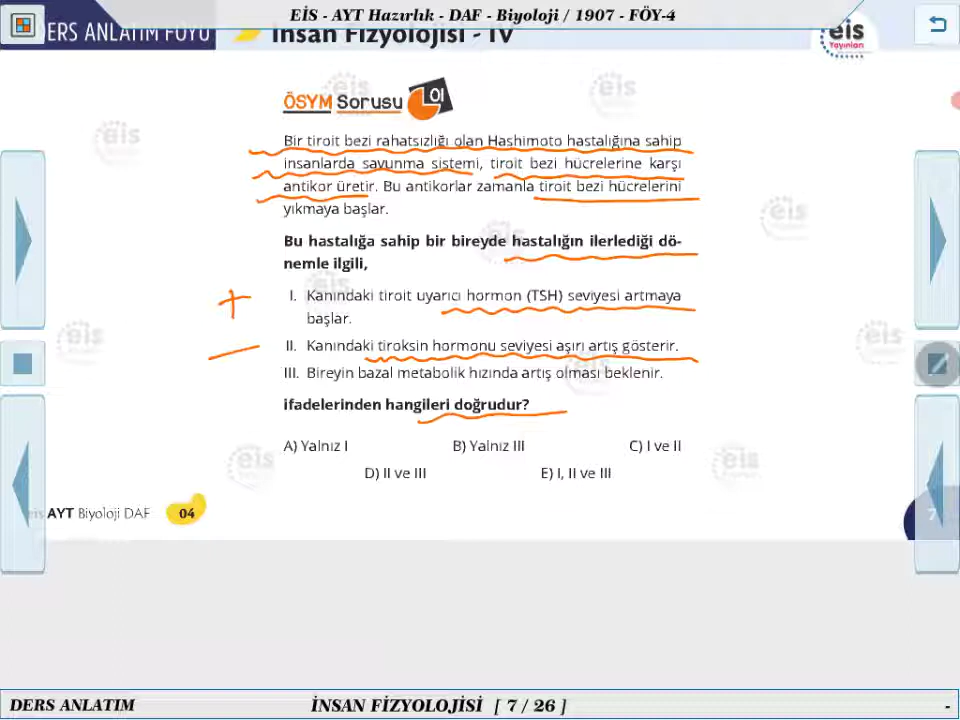 EİS - AYT Hazırlık - DAF - Biyoloji / 1907 - FÖY-4
DERS ANLATIM FÖYÜ
İnsan Fizyolojisi - IV
eis
Yayınları
ÖSYM Sorusu 01
Bir tiroit bezi rahatsızlığı olan Hashimoto hastalığına sahip
insanlarda savunma sistemi, tiroit bezi hücrelerine karşı
antikor üretir. Bu antikorlar zamanla tiroit bezi hücrelerini
yıkmaya başlar.
Bu hastalığa sahip bir bireyde hastalığın ilerlediği dö-
nemle ilgili,
I. Kanındaki tiroit uyarıcı hormon (TSH) seviyesi artmaya
başlar.
II. Kanındaki tiroksin hormonu seviyesi aşırı artış gösterir.
III. Bireyin bazal metabolik hızında artış olması beklenir.
ifadelerinden hangileri doğrudur?
A) Yalnız I B) Yalnız III C) I ve II
D) II ve III E) I, II ve III
eis AYT Biyoloji DAF 04
7
DERS ANLATIM İNSAN FİZYOLOJİSİ [ 7 / 26 ] -